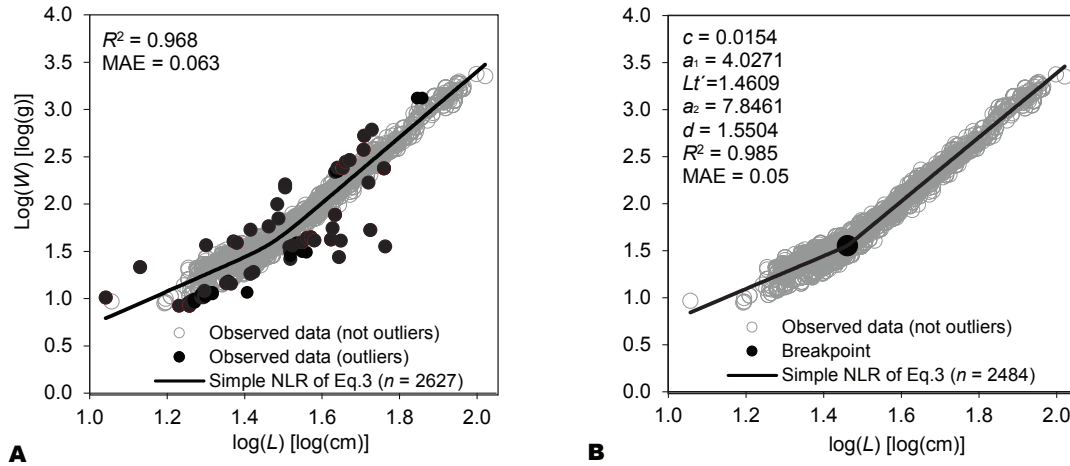 4.0
3.5
3.0
2.5
2.0
1.5
1.0
0.5
0.0
Log(W) [log(g)]
R² = 0.968
MAE = 0.063
Observed data (not outliers)
Observed data (outliers)
Simple NLR of Eq.3 (n = 2627)
1.0 1.2 1.4 1.6 1.8 2.0
log(L) [log(cm)]
A
4.0
3.5
3.0
2.5
2.0
1.5
1.0
0.5
0.0
c = 0.0154
a₁ = 4.0271
Lt´=1.4609
a₂ = 7.8461
d = 1.5504
R² = 0.985
MAE = 0.05
Observed data (not outliers)
Breakpoint
Simple NLR of Eq.3 (n = 2484)
1.0 1.2 1.4 1.6 1.8 2.0
log(L) [log(cm)]
B